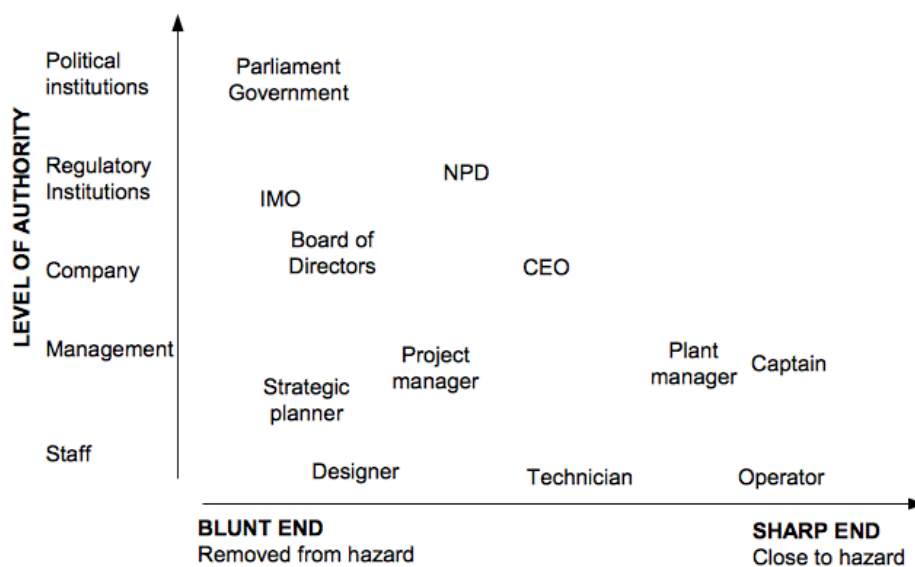 LEVEL OF AUTHORITY
Political
institutions
Parliament
Government
Regulatory
Institutions
NPD
IMO
Board of
Directors
Company
CEO
Management
Project
manager
Plant
manager
Captain
Strategic
planner
Staff
Designer
Technician
Operator
BLUNT END
Removed from hazard
SHARP END
Close to hazard